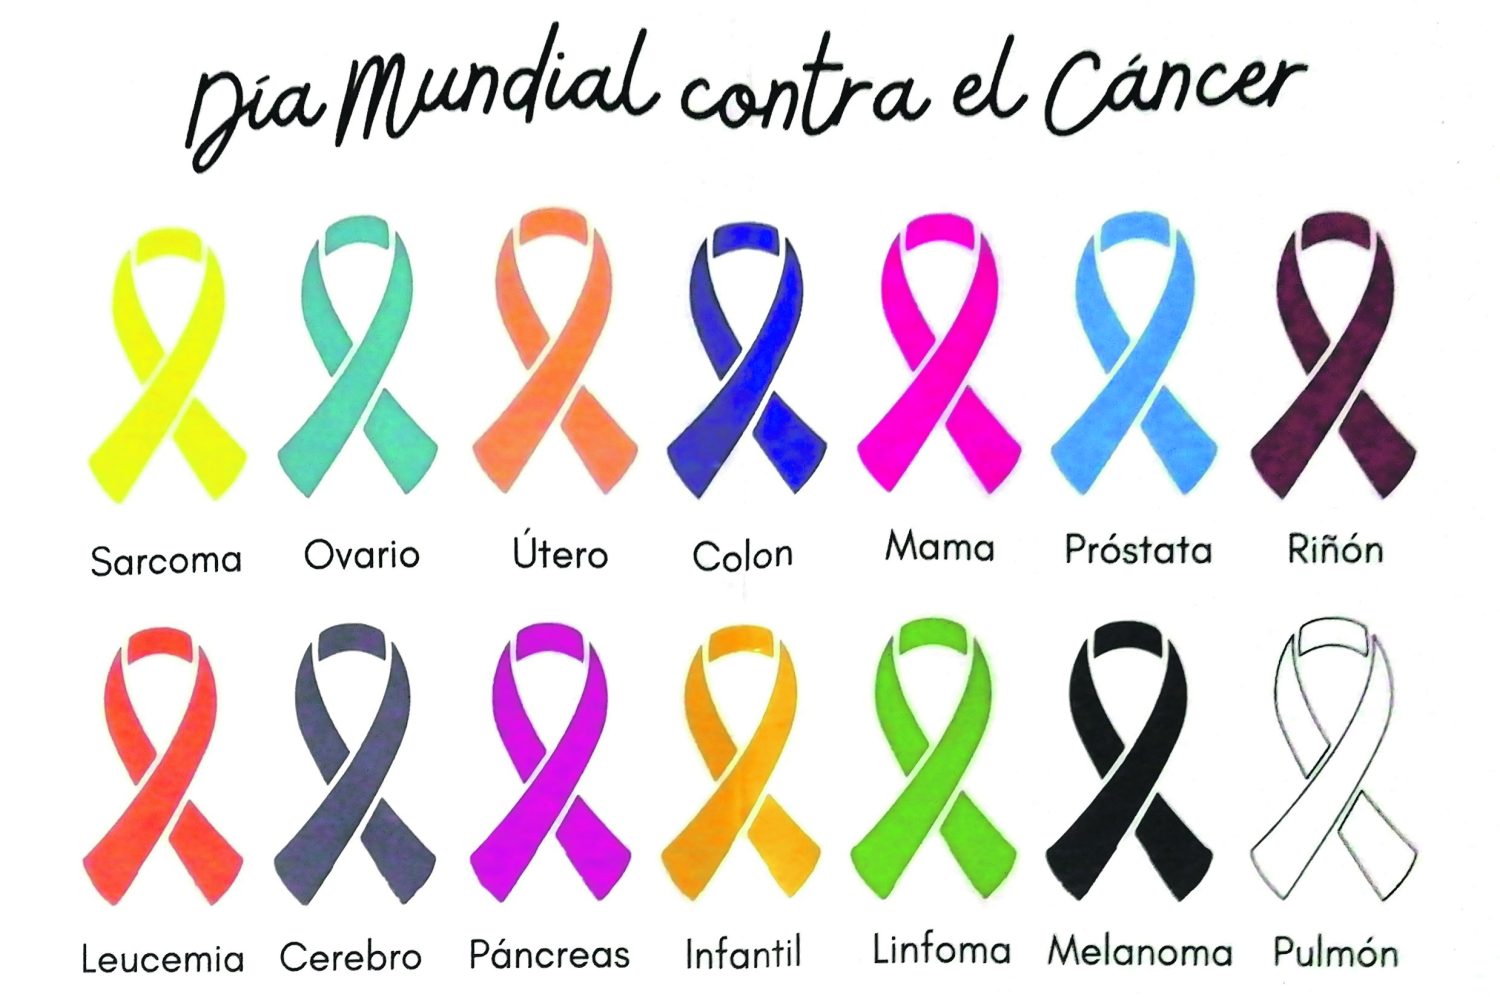 Día Mundial contra el Cáncer
Sarcoma Ovario Útero Colon Mama Próstata Riñón
Leucemia Cerebro Páncreas Infantil Linfoma Melanoma Pulmón